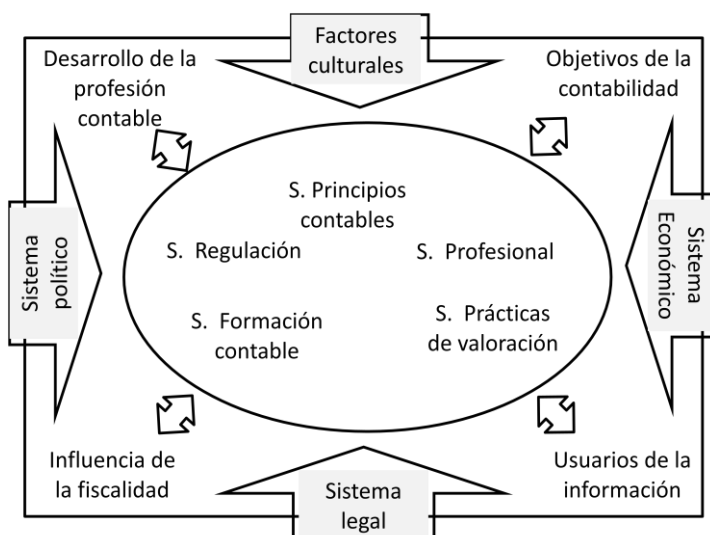 Factores
culturales
Desarrollo de la
profesión
contable
Objetivos de la
contabilidad
S. Principios
contables
S. Regulación
S. Profesional
Sistema
político
Sistema
Económico
S. Formación
contable
S. Prácticas
de valoración
Influencia de
la fiscalidad
Usuarios de la
información
Sistema
legal